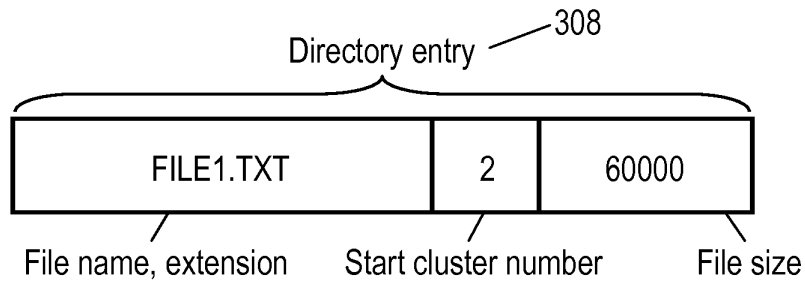 308
Directory entry
FILE1.TXT 2 60000
File name, extension Start cluster number File size